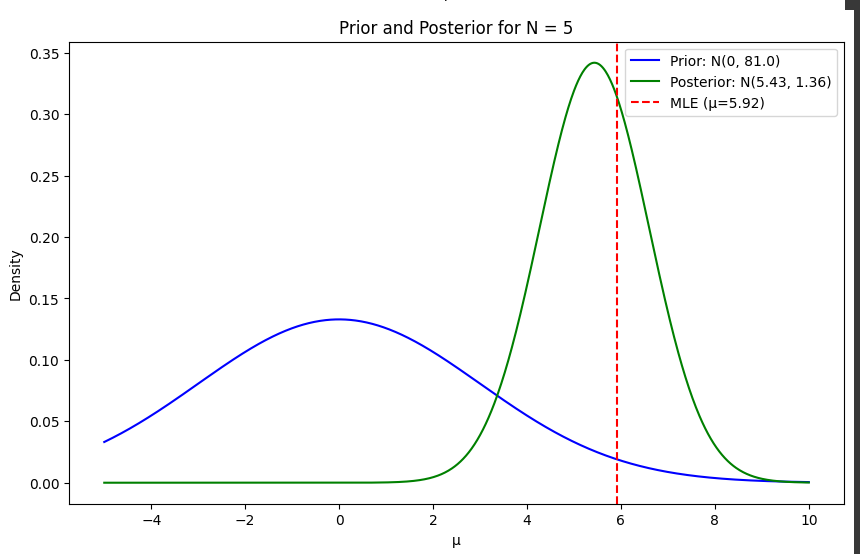 Prior and Posterior for N = 5
Prior: N(0, 81.0)
Posterior: N(5.43, 1.36)
MLE (μ=5.92)
0.35
0.30
0.25
0.20
0.15
0.10
0.05
0.00
Density
−4
−2
0
2
4
6
8
10
μ